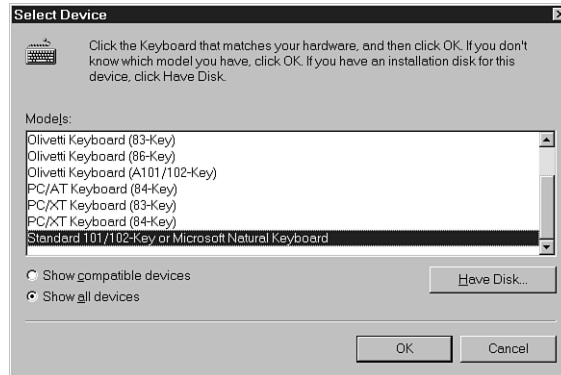 Select Device
Click the Keyboard that matches your hardware, and then click OK. If you don't
know which model you have, click OK. If you have an installation disk for this
device, click Have Disk.
Models:
Olivetti Keyboard (83-Key)
Olivetti Keyboard (86-Key)
Olivetti Keyboard (A101/102-Key)
PC/AT Keyboard (84-Key)
PC/XT Keyboard (83-Key)
PC/XT Keyboard (84-Key)
Standard 101/102-Key or Microsoft Natural Keyboard
Show compatible devices
Show all devices
Have Disk...
OK
Cancel